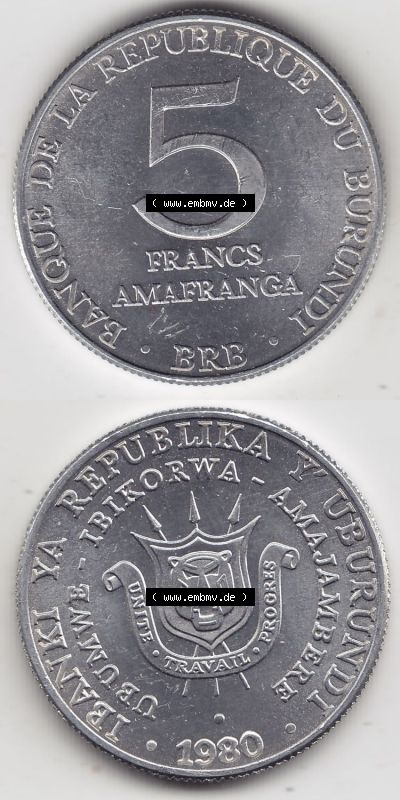 BANQUE DE LA REPUBLIQUE DU BURUNDI
5
( www.embmv.de )
FRANCS
AMAFRANGA
· BRB ·
IBANKI YA REPUBLIKA Y' UBURUNDI
UBUMWE - IBIKORWA - AMAJAMBERE
( www.embmv.de )
UNITE · TRAVAIL · PROGRES
· 1980 ·